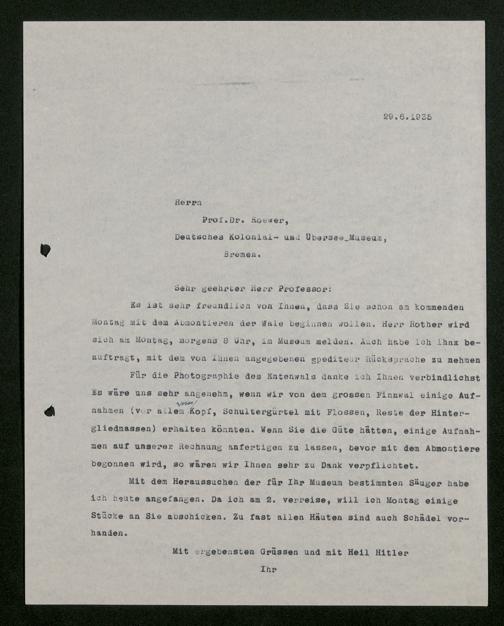 29.6.1935
Herrn
Prof.Dr. Roewer,
Deutsches Kolonial- und Übersee-Museum,
Bremen.
Sehr geehrter Herr Professor:
Es ist sehr freundlich von Ihnen, dass Sie schon am kommenden
Montag mit dem Abmontieren der Wale beginnen wollen. Herr Rother wird
sich am Montag, morgens 8 Uhr, im Museum melden. Auch habe ich ihn be-
auftragt, mit dem von Ihnen angegebenen Spediteur Rücksprache zu nehmen
Für die Photographie des Entenwals danke ich Ihnen verbindlichst
Es wäre uns sehr angenehm, wenn wir von dem grossen Finnwal einige Auf-
nahmen (vor allem Kopf, Schultergürtel mit Flossen, Reste der Hinter-
gliedmassen) erhalten könnten. Wenn Sie die Güte hätten, einige Aufnah-
men auf unserer Rechnung anfertigen zu lassen, bevor mit dem Abmontiere
begonnen wird, so wären wir Ihnen sehr zu Dank verpflichtet.
Mit dem Heraussuchen der für Ihr Museum bestimmten Säuger habe
ich heute angefangen. Da ich am 2. verreise, will ich Montag einige
Stücke an Sie abschicken. Zu fast allen Häuten sind auch Schädel vor-
handen.
Mit ergebensten Grüssen und mit Heil Hitler
Ihr